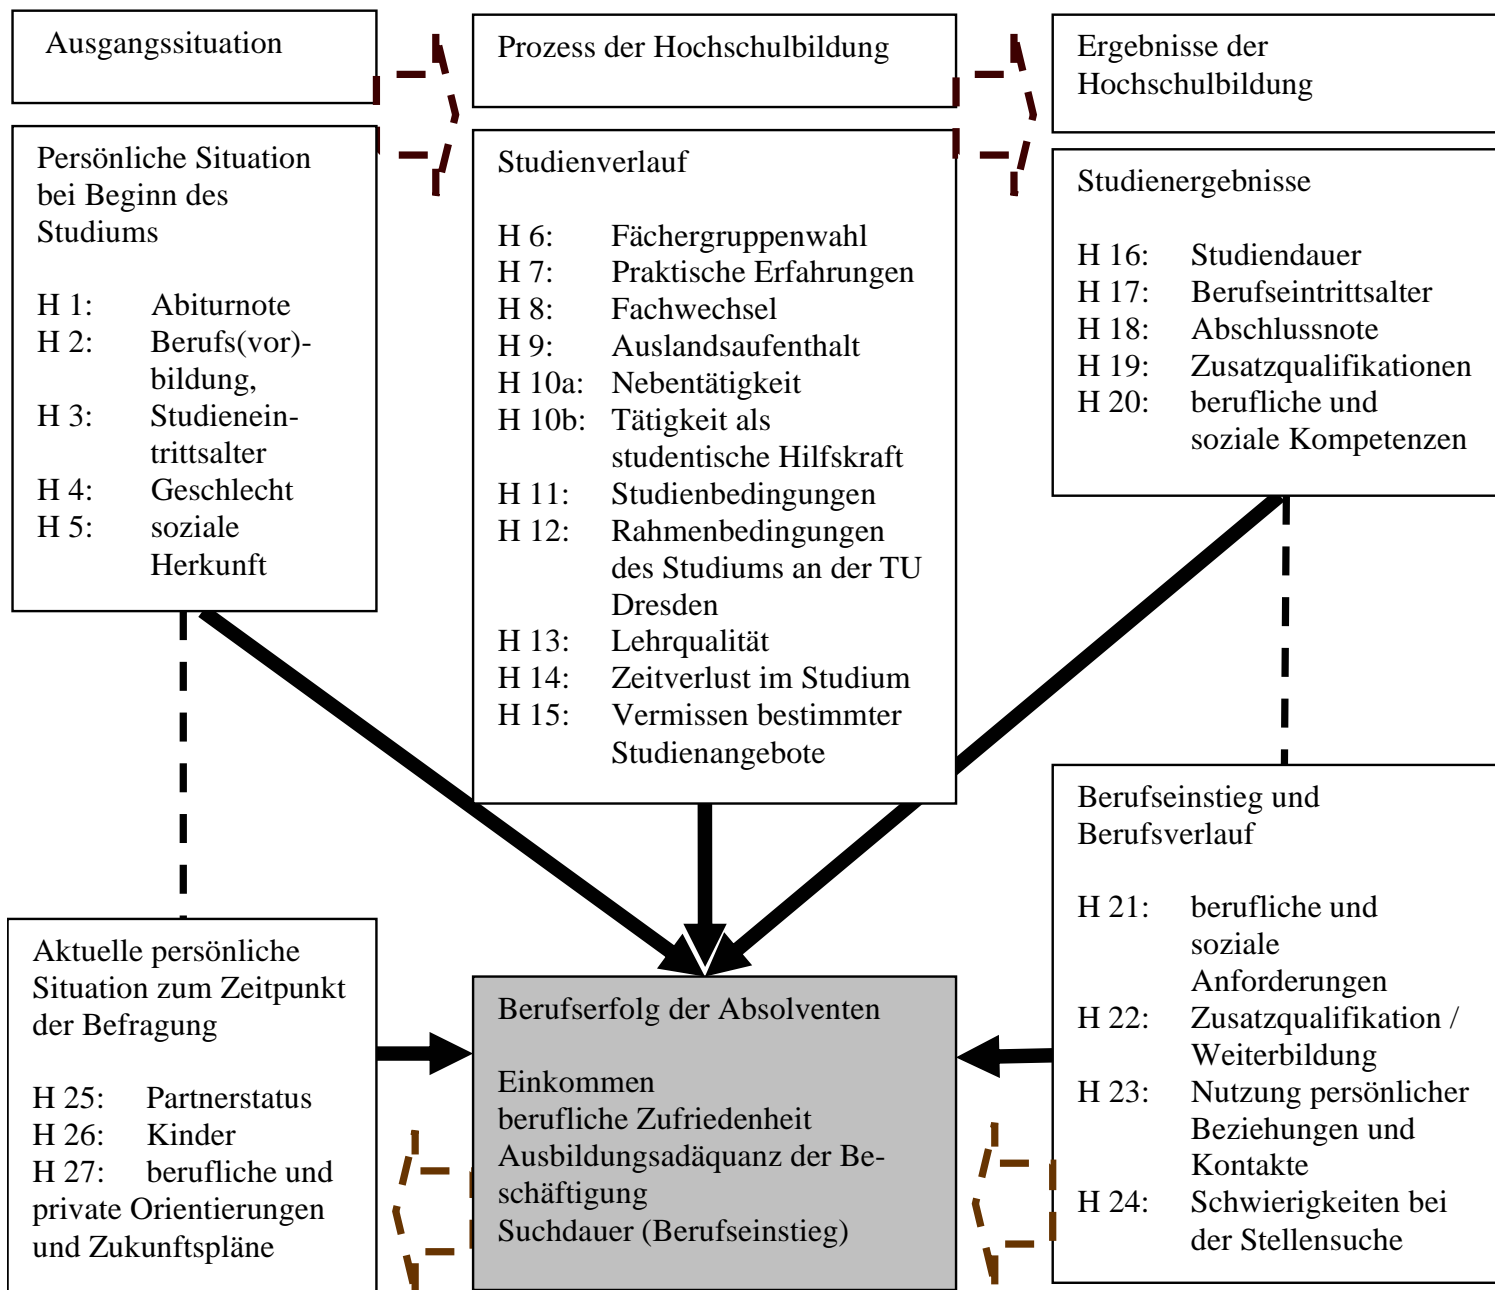 Ausgangssituation
Prozess der Hochschulbildung
Ergebnisse der
Hochschulbildung
Persönliche Situation
bei Beginn des
Studiums
H 1: Abiturnote
H 2: Berufs(vor)-
bildung,
H 3: Studienein-
trittsalter
H 4: Geschlecht
H 5: soziale
Herkunft
Studienverlauf
H 6: Fächergruppenwahl
H 7: Praktische Erfahrungen
H 8: Fachwechsel
H 9: Auslandsaufenthalt
H 10a: Nebentätigkeit
H 10b: Tätigkeit als
studentische Hilfskraft
H 11: Studienbedingungen
H 12: Rahmenbedingungen
des Studiums an der TU
Dresden
H 13: Lehrqualität
H 14: Zeitverlust im Studium
H 15: Vermissen bestimmter
Studienangebote
Studienergebnisse
H 16: Studiendauer
H 17: Berufseintrittsalter
H 18: Abschlussnote
H 19: Zusatzqualifikationen
H 20: berufliche und
soziale Kompetenzen
Aktuelle persönliche
Situation zum Zeitpunkt
der Befragung
H 25: Partnerstatus
H 26: Kinder
H 27: berufliche und
private Orientierungen
und Zukunftspläne
Berufserfolg der Absolventen
Einkommen
berufliche Zufriedenheit
Ausbildungsadäquanz der Be-
schäftigung
Suchdauer (Berufseinstieg)
Berufseinstieg und
Berufsverlauf
H 21: berufliche und
soziale
Anforderungen
H 22: Zusatzqualifikation /
Weiterbildung
H 23: Nutzung persönlicher
Beziehungen und
Kontakte
H 24: Schwierigkeiten bei
der Stellensuche